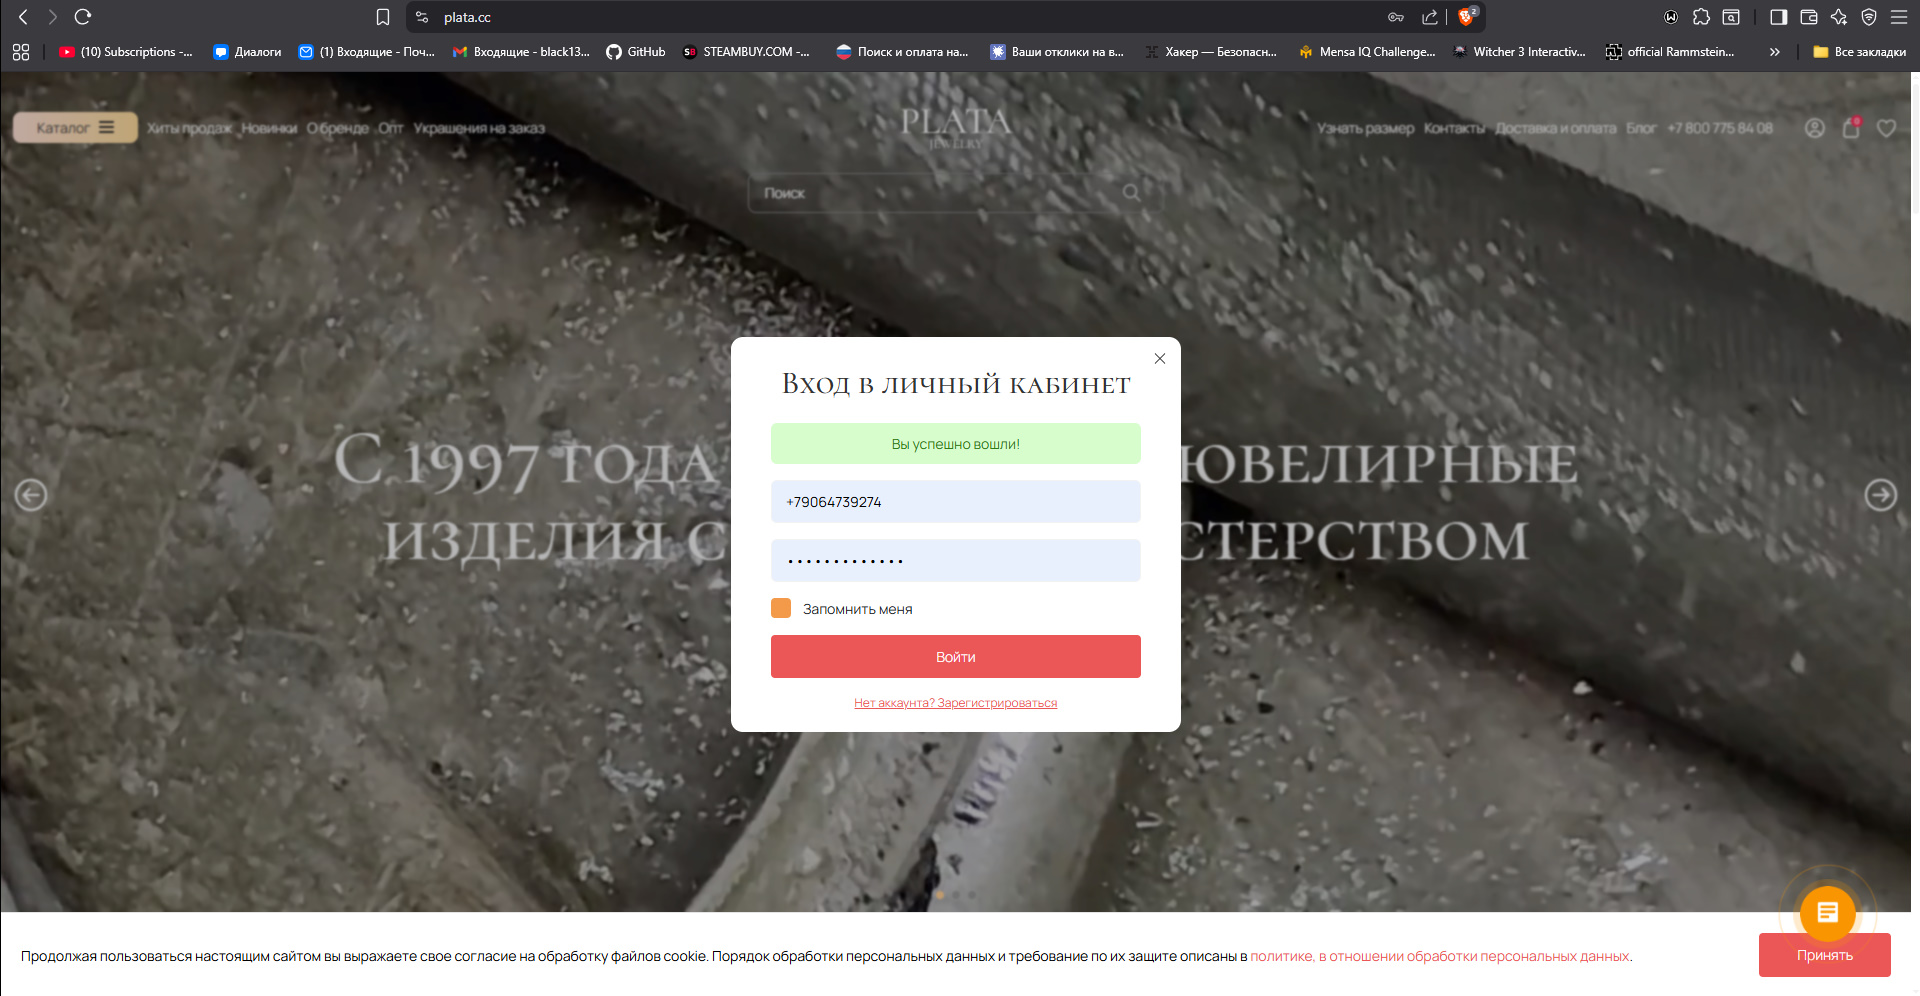 plata.cc
2
(10) Subscriptions -...
Диалоги
(1) Входящие - Поч...
Входящие - black13...
GitHub
STEAMBUY.COM -...
Поиск и оплата на...
Ваши отклики на в...
Хакер — Безопасн...
Mensa IQ Challenge...
Witcher 3 Interactiv...
official Rammstein...
»
Все закладки
Каталог
Хиты продаж
Новинки
О бренде
Опт
Украшения на заказ
PLATA
JEWELRY
Узнать размер
Контакты
Доставка и оплата
Блог
+7 800 775 84 08
0
Поиск
С 1997 года
ювелирные
изделия с
стерством
Вход в личный кабинет
Вы успешно вошли!
+79064739274
•••••••••••••
Запомнить меня
Войти
Нет аккаунта? Зарегистрироваться
Продолжая пользоваться настоящим сайтом вы выражаете свое согласие на обработку файлов cookie. Порядок обработки персональных данных и требование по их защите описаны в политике, в отношении обработки персональных данных.
Принять